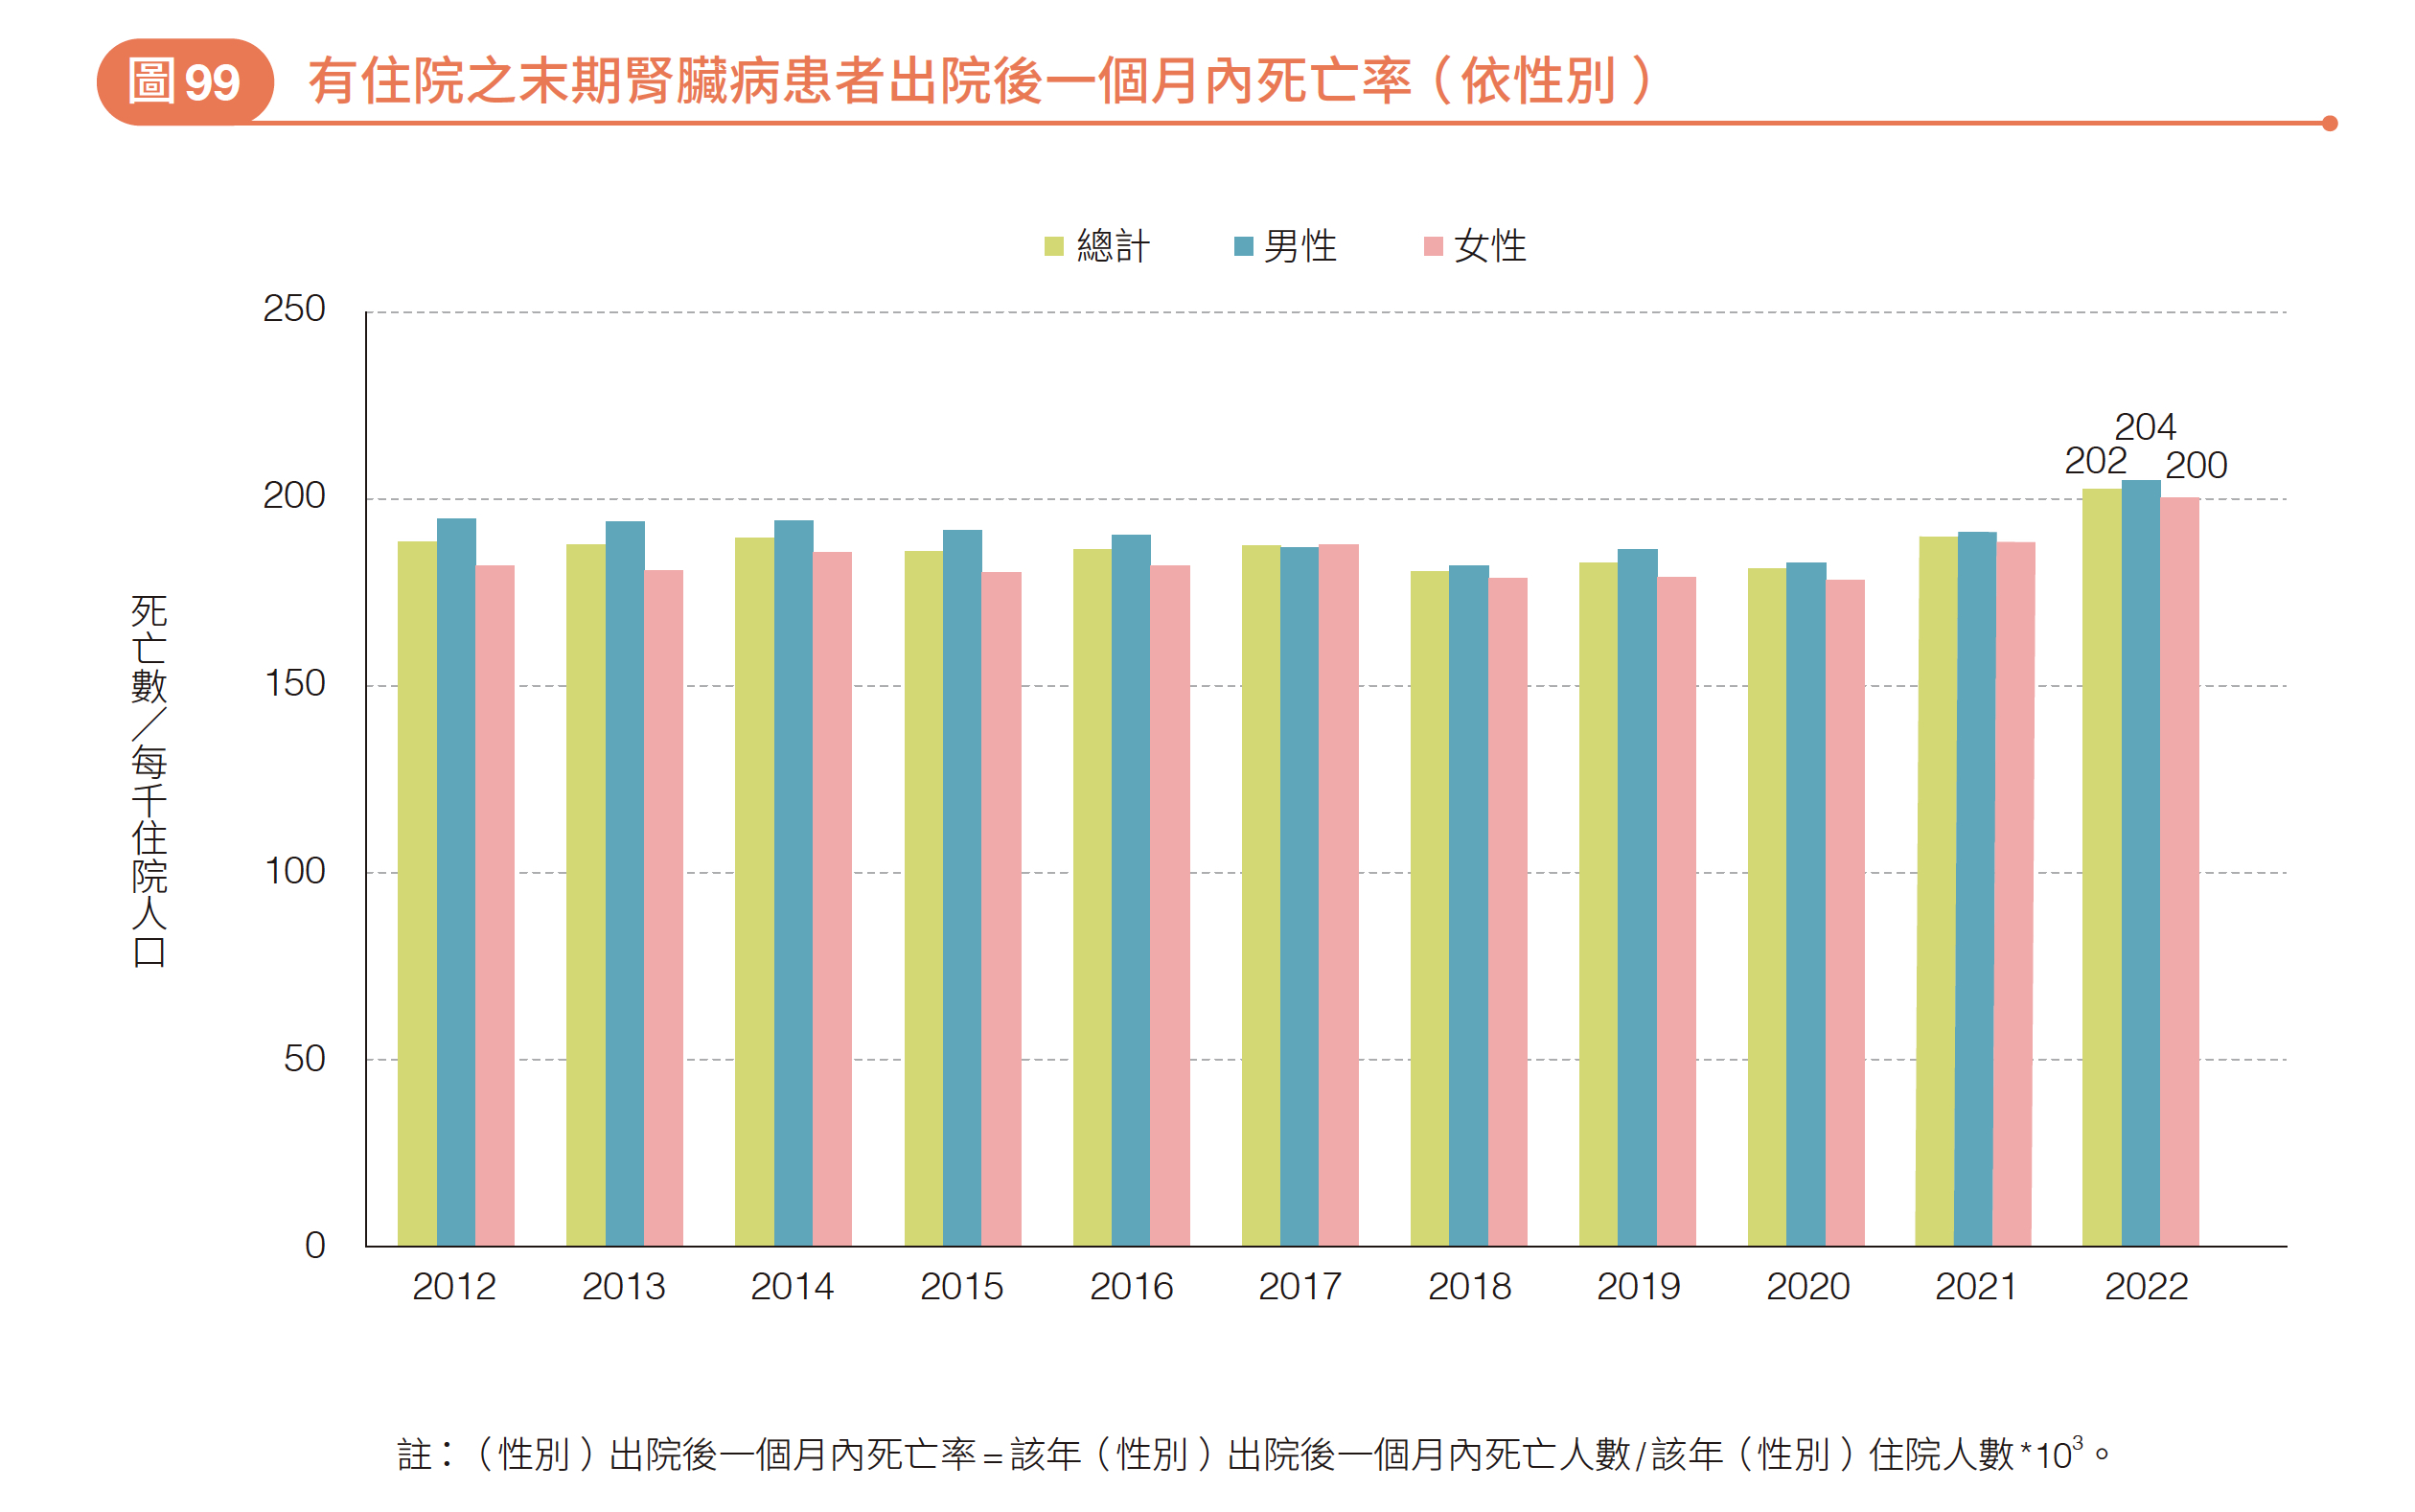 圖 99 有住院之末期腎臟病患者出院後一個月內死亡率（依性別）
總計 男性 女性
250
200
150
100
50
0
死亡數／每千住院人口
202 204 200
2012 2013 2014 2015 2016 2017 2018 2019 2020 2021 2022
註：（性別）出院後一個月內死亡率=該年（性別）出院後一個月內死亡人數/該年（性別）住院人數*10³。